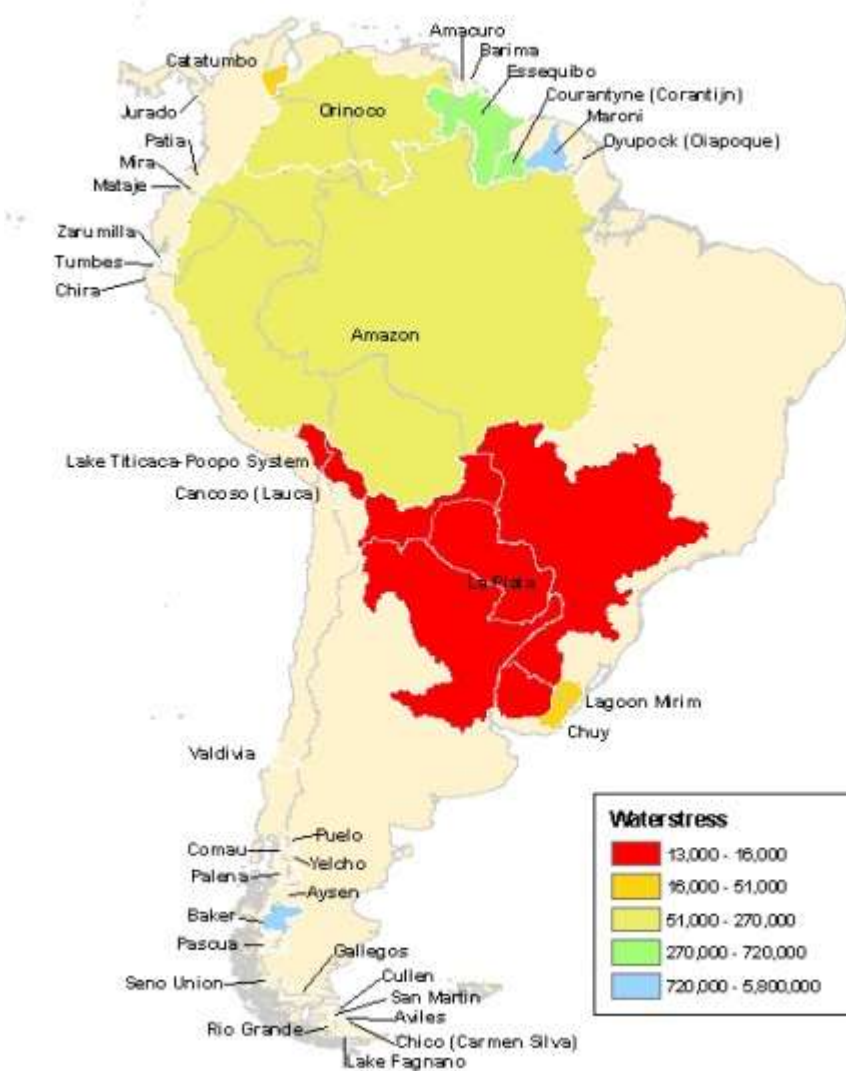 Amacuro
Barima
Catatumbo
Essequibo
Courantyne (Corantijn)
Jurado
Orinoco
Maroni
Patia
Oyupock (Oiapoque)
Mira
Mataje
Zarumilla
Tumbes
Chira
Amazon
Lake Titicaca-Poopo System
Cancoso (Lauca)
La Plata
Lagoon Mirim
Chuy
Valdivia
Puelo
Comau
Yelcho
Palena
Aysen
Baker
Pascua
Gallegos
Seno Union
Cullen
San Martin
Aviles
Rio Grande
Chico (Carmen Silva)
Lake Fagnano
Waterstress
13,000 - 16,000
16,000 - 51,000
51,000 - 270,000
270,000 - 720,000
720,000 - 5,800,000